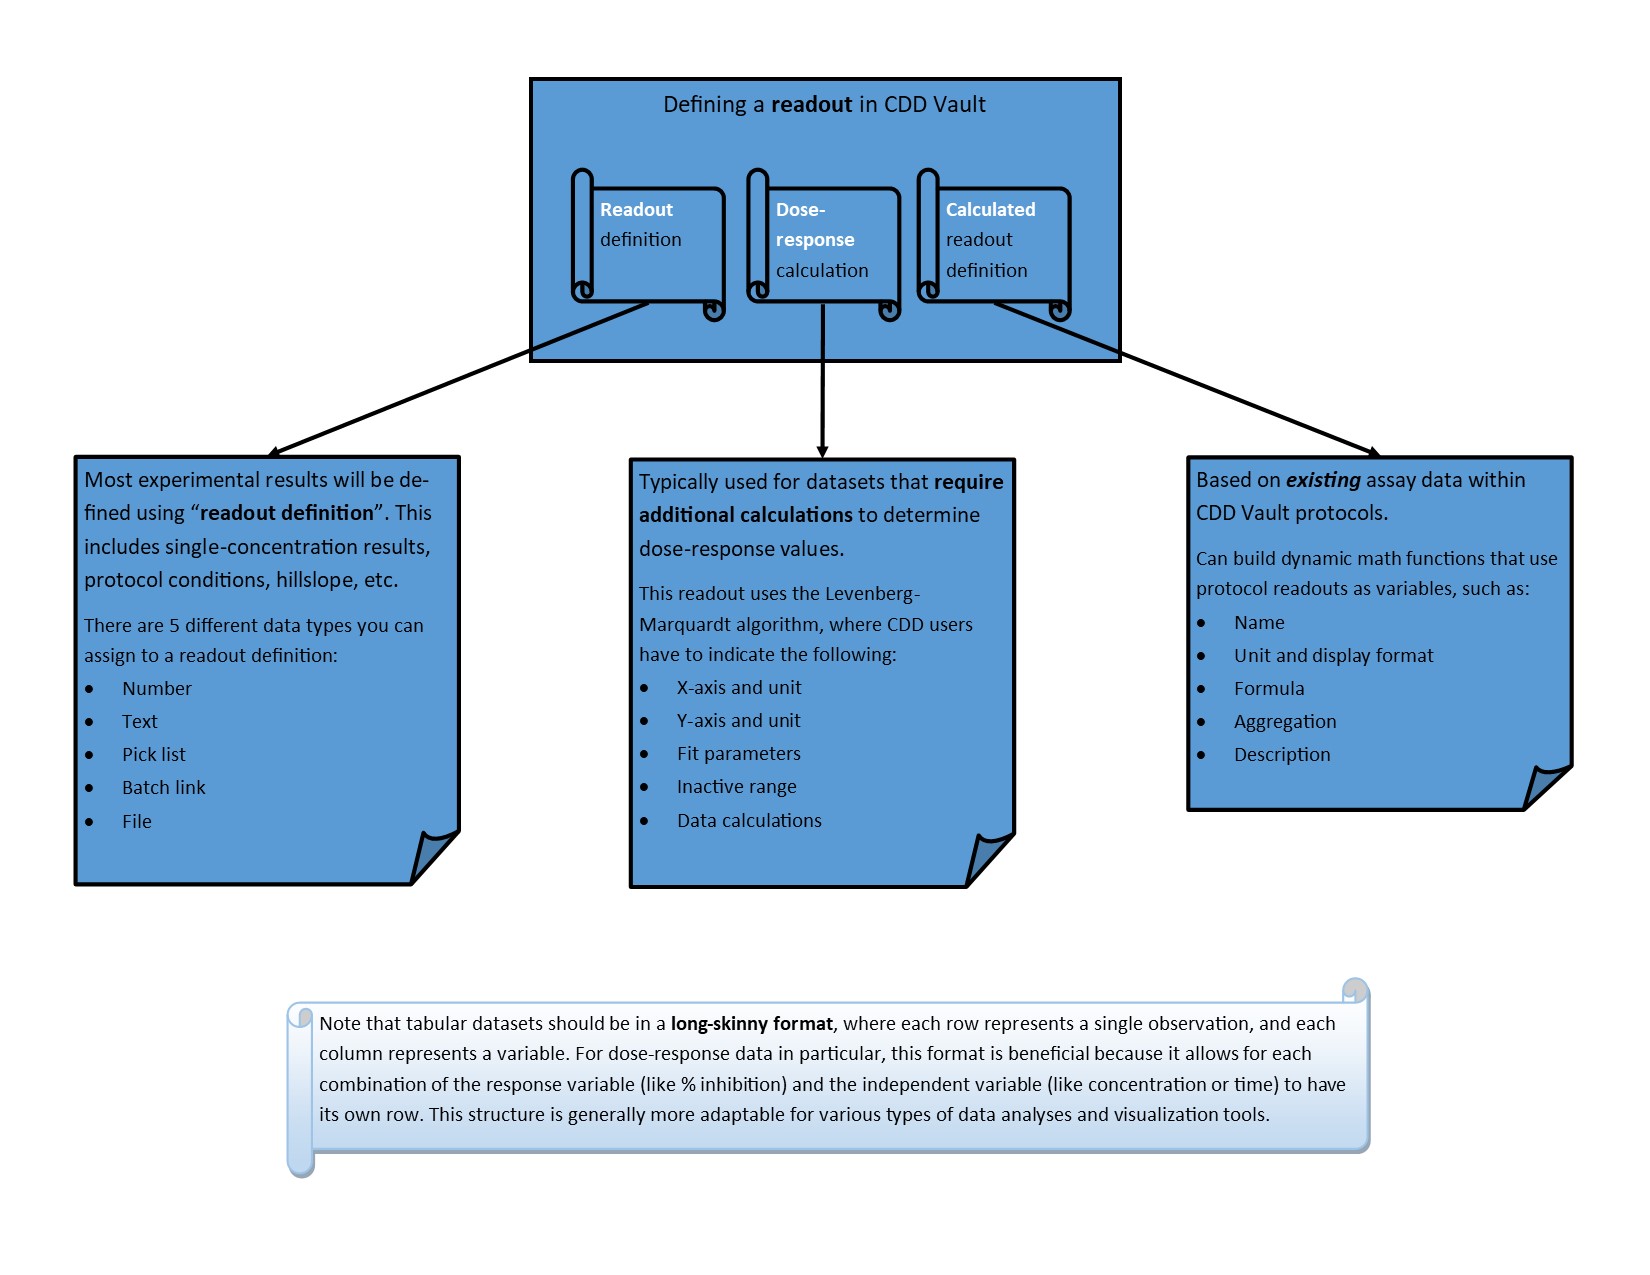 Defining a readout in CDD Vault
Readout
definition
Dose-
response
calculation
Calculated
readout
definition
Most experimental results will be de-
fined using “readout definition”. This
includes single-concentration results,
protocol conditions, hillslope, etc.
There are 5 different data types you can
assign to a readout definition:
• Number
• Text
• Pick list
• Batch link
• File
Typically used for datasets that require
additional calculations to determine
dose-response values.
This readout uses the Levenberg-
Marquardt algorithm, where CDD users
have to indicate the following:
• X-axis and unit
• Y-axis and unit
• Fit parameters
• Inactive range
• Data calculations
Based on existing assay data within
CDD Vault protocols.
Can build dynamic math functions that use
protocol readouts as variables, such as:
• Name
• Unit and display format
• Formula
• Aggregation
• Description
Note that tabular datasets should be in a long-skinny format, where each row represents a single observation, and each
column represents a variable. For dose-response data in particular, this format is beneficial because it allows for each
combination of the response variable (like % inhibition) and the independent variable (like concentration or time) to have
its own row. This structure is generally more adaptable for various types of data analyses and visualization tools.